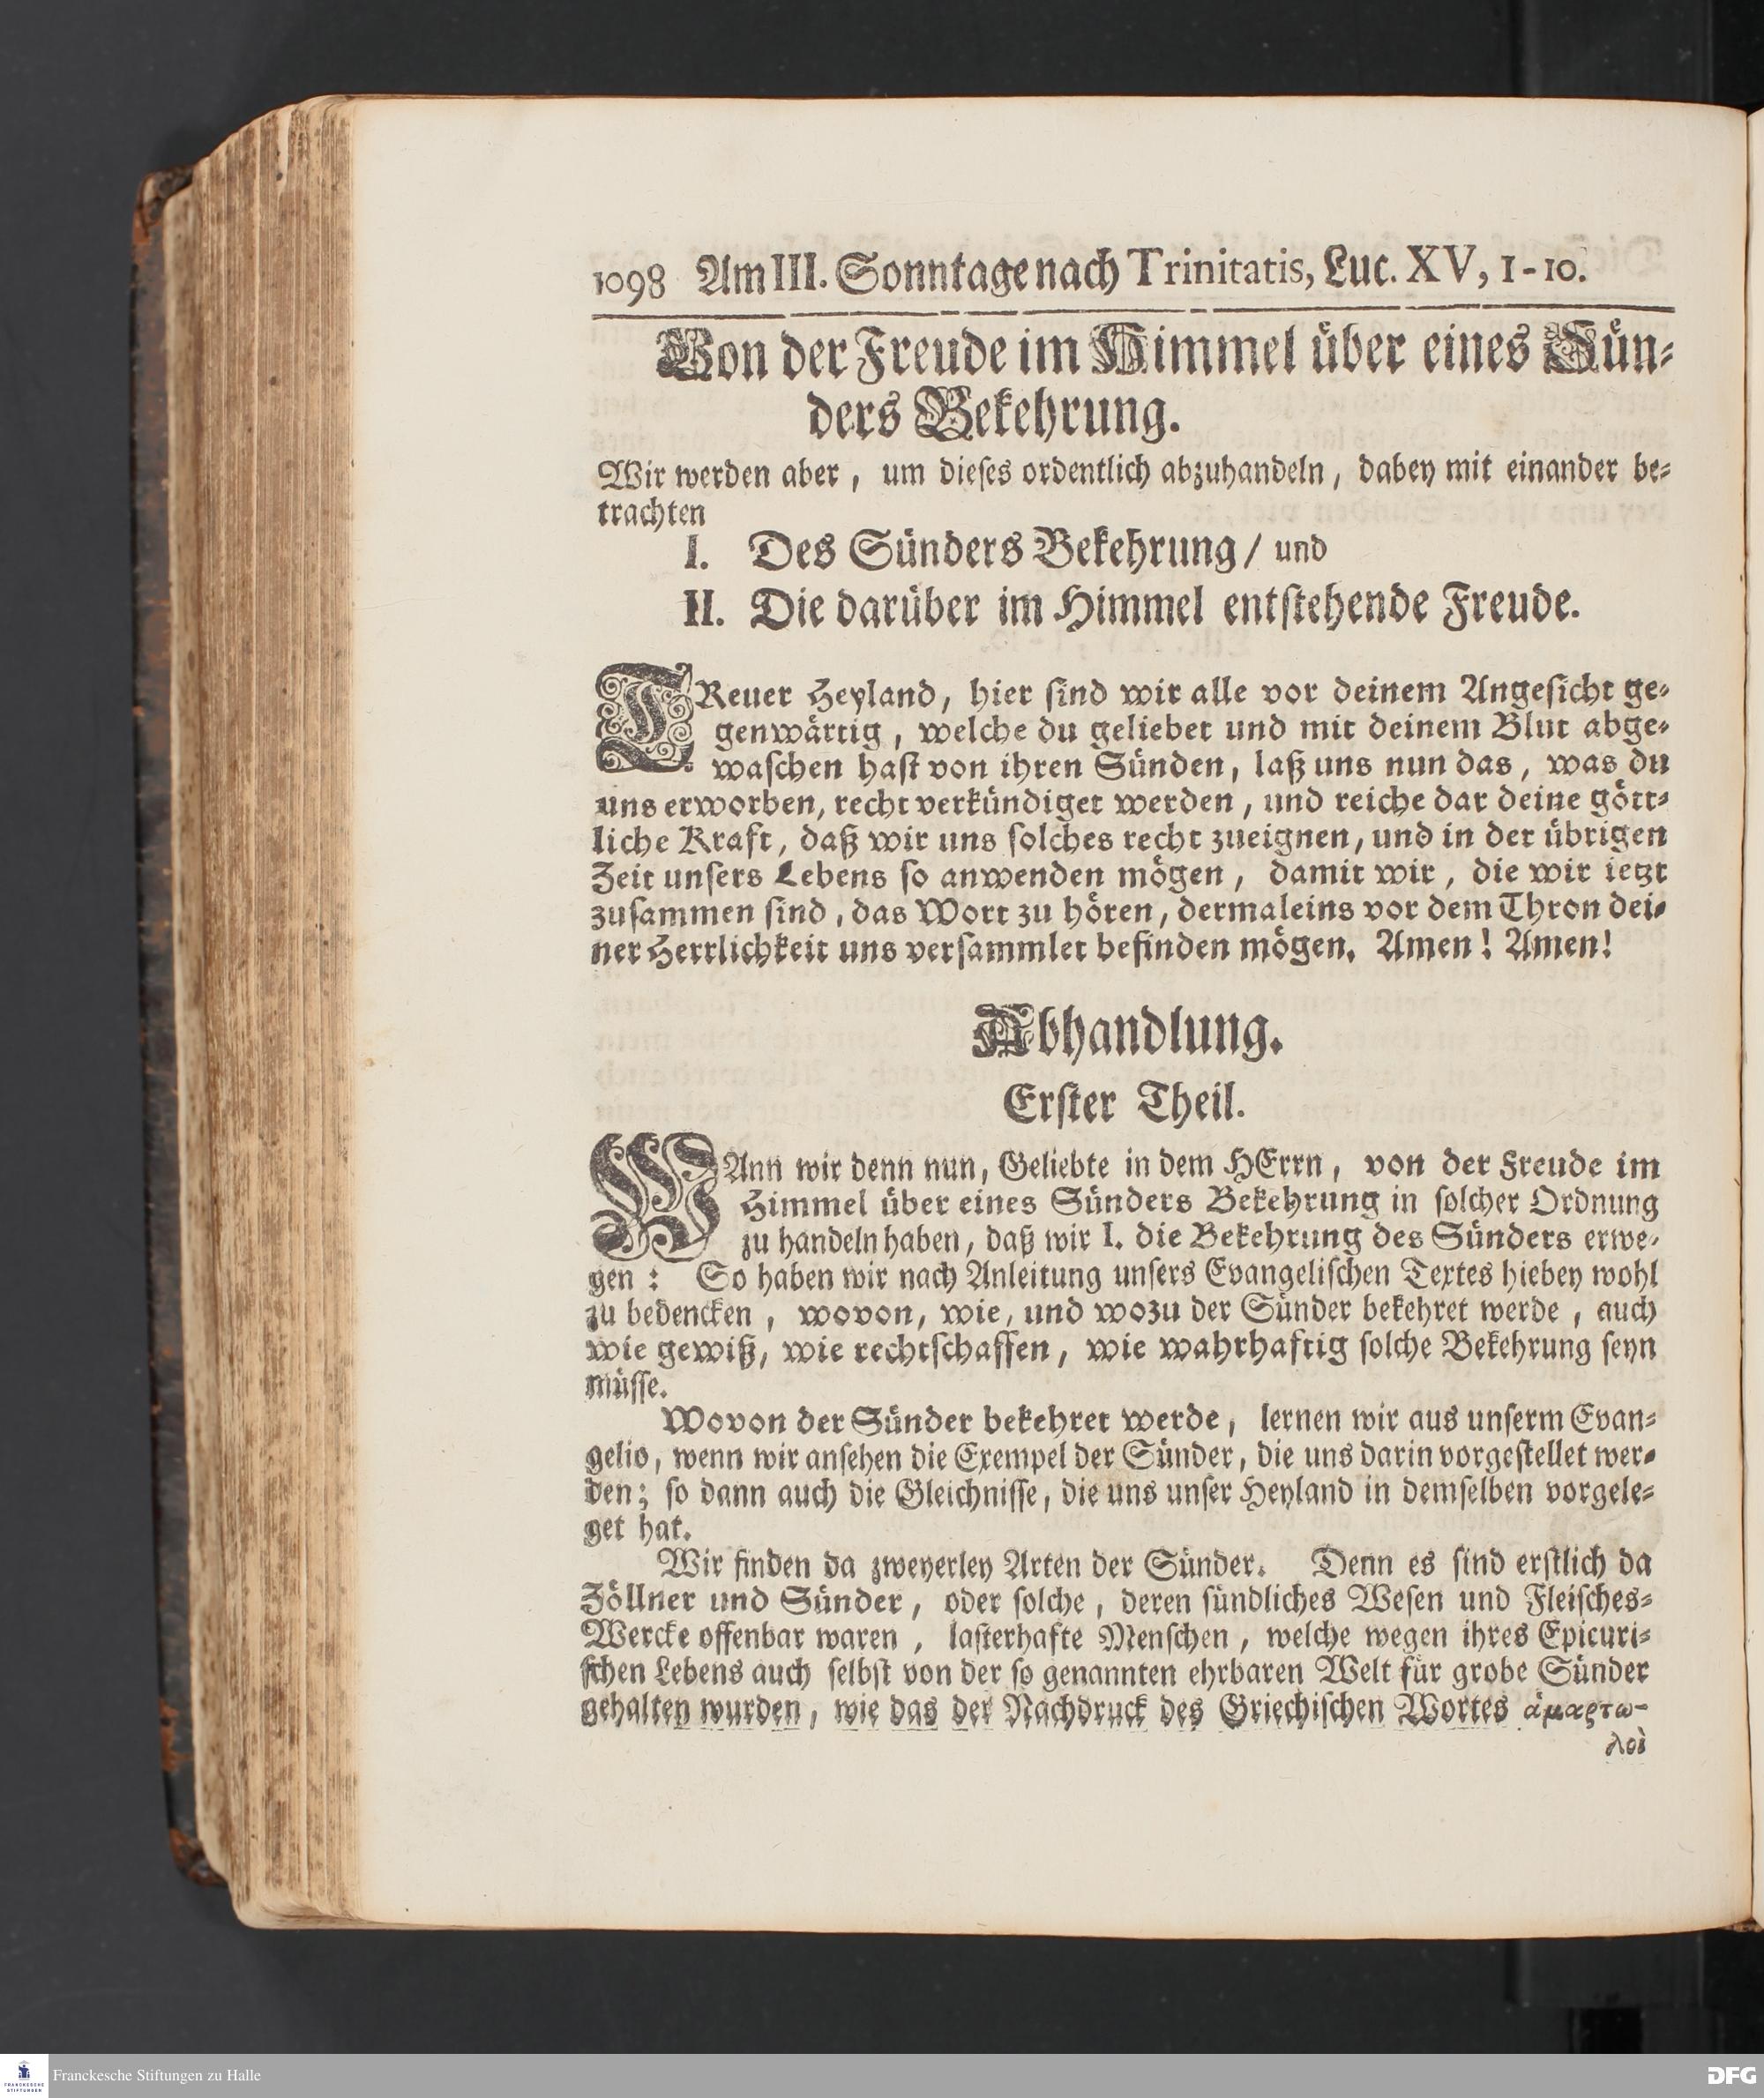 1098 Am III. Sonntage nach Trinitatis, Luc. XV, 1-10.
Von der Freude im Himmel über eines Sün-
ders Bekehrung.
Wir werden aber, um dieses ordentlich abzuhandeln, dabey mit einander be-
trachten
I. Des Sünders Bekehrung/ und
II. Die darüber im Himmel entstehende Freude.
TReuer Heyland, hier sind wir alle vor deinem Angesicht ge-
genwärtig, welche du geliebet und mit deinem Blut abge-
waschen hast von ihren Sünden, laß uns nun das, was du
uns erworben, recht verkündiget werden, und reiche dar deine gött-
liche Kraft, daß wir uns solches recht zueignen, und in der übrigen
Zeit unsers Lebens so anwenden mögen, damit wir, die wir ietzt
zusammen sind, das Wort zu hören, dermaleins vor dem Thron dei-
ner Herrlichkeit uns versammlet befinden mögen. Amen! Amen!
Abhandlung.
Erster Theil.
WAnn wir denn nun, Geliebte in dem HErrn, von der Freude im
Himmel über eines Sünders Bekehrung in solcher Ordnung
zu handeln haben, daß wir I. die Bekehrung des Sünders erwe-
gen: So haben wir nach Anleitung unsers Evangelischen Textes hiebey wohl
zu bedencken, wovon, wie, und wozu der Sünder bekehret werde, auch
wie gewiß, wie rechtschaffen, wie wahrhaftig solche Bekehrung seyn
müsse.
Wovon der Sünder bekehret werde, lernen wir aus unserm Evan-
gelio, wenn wir ansehen die Exempel der Sünder, die uns darin vorgestellet wer-
den; so dann auch die Gleichnisse, die uns unser Heyland in demselben vorgele-
get hat.
Wir finden da zweyerley Arten der Sünder. Denn es sind erstlich da
Zöllner und Sünder, oder solche, deren sündliches Wesen und Fleisches-
Wercke offenbar waren, lasterhafte Menschen, welche wegen ihres Epicuri-
schen Lebens auch selbst von der so genannten ehrbaren Welt für grobe Sünder
gehalten wurden, wie das der Nachdruck des Griechischen Wortes ἁμαρτω-
λοὶ
FRANCKESCHE
STIFTUNGEN
Franckesche Stiftungen zu Halle
DFG